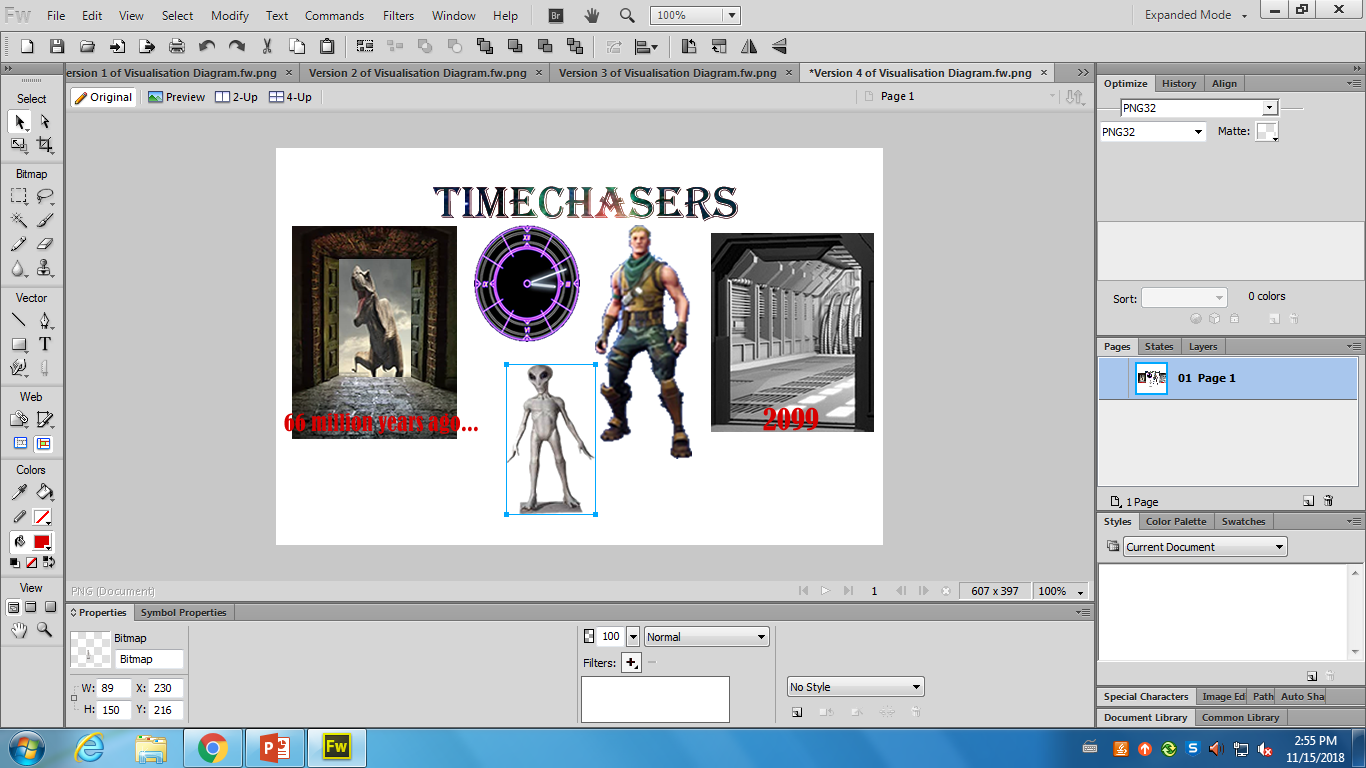 Fw File Edit View Select Modify Text Commands Filters Window Help Br 100% Expanded Mode
ersion 1 of Visualisation Diagram.fw.png Version 2 of Visualisation Diagram.fw.png Version 3 of Visualisation Diagram.fw.png *Version 4 of Visualisation Diagram.fw.png
Original Preview 2-Up 4-Up Page 1
Select
Bitmap
Vector
T
Web
Colors
View
TIMECHASERS
66 million years ago...
2099
PNG (Document) 1 607 x 397 100%
Properties Symbol Properties
Bitmap
Bitmap
W: 89 X: 230
H: 150 Y: 216
100 Normal
Filters:
No Style
Optimize History Align
PNG32
PNG32 Matte:
Sort: 0 colors
Pages States Layers
01 Page 1
1 Page
Styles Color Palette Swatches
Current Document
Special Characters Image Ed Path Auto Sha
Document Library Common Library
Fw
2:55 PM
11/15/2018